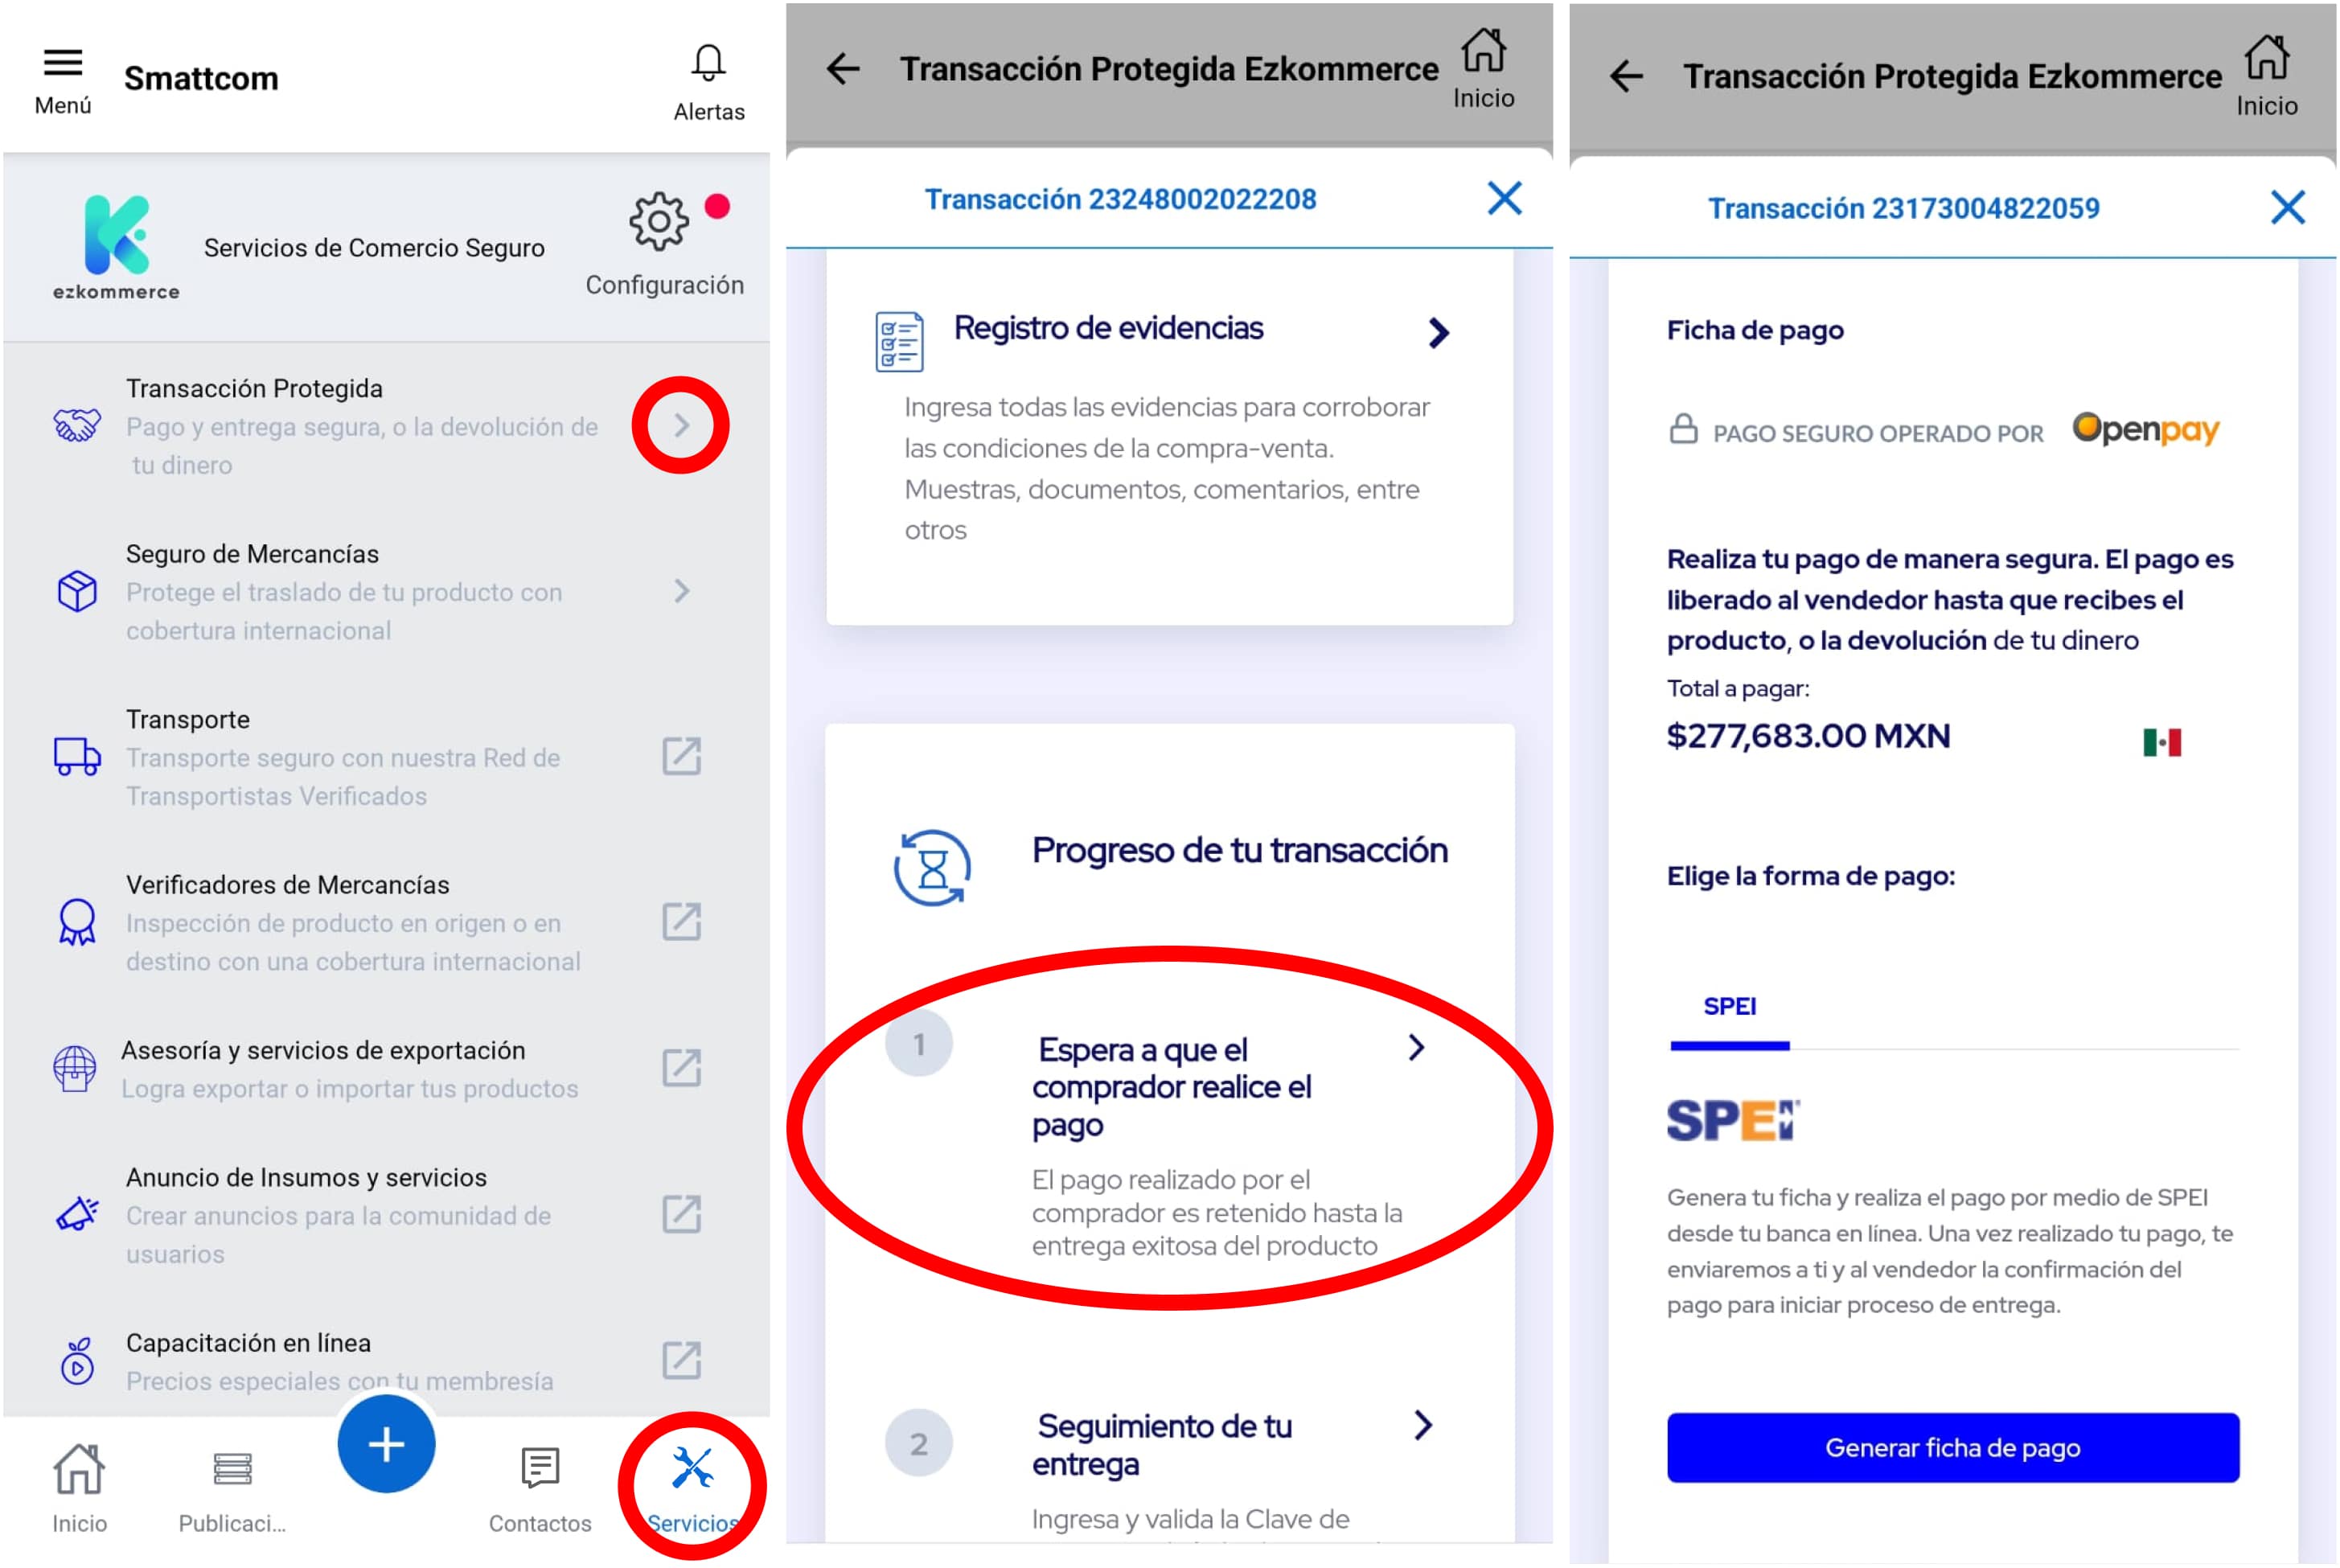 Menú
Smattcom
Alertas
ezkommerce
Servicios de Comercio Seguro
Configuración
Transacción Protegida
Pago y entrega segura, o la devolución de
tu dinero
Seguro de Mercancías
Protege el traslado de tu producto con
cobertura internacional
Transporte
Transporte seguro con nuestra Red de
Transportistas Verificados
Verificadores de Mercancías
Inspección de producto en origen o en
destino con una cobertura internacional
Asesoría y servicios de exportación
Logra exportar o importar tus productos
Anuncio de Insumos y servicios
Crear anuncios para la comunidad de
usuarios
Capacitación en línea
Precios especiales con tu membresía
Inicio
Publicaci...
+
Contactos
Servicios
Transacción Protegida Ezkommerce
Inicio
Transacción 23248002022208
Registro de evidencias
Ingresa todas las evidencias para corroborar
las condiciones de la compra-venta.
Muestras, documentos, comentarios, entre
otros
Progreso de tu transacción
1
Espera a que el
comprador realice el
pago
El pago realizado por el
comprador es retenido hasta la
entrega exitosa del producto
2
Seguimiento de tu
entrega
Ingresa y valida la Clave de
Transacción Protegida Ezkommerce
Inicio
Transacción 23173004822059
Ficha de pago
PAGO SEGURO OPERADO POR Openpay
Realiza tu pago de manera segura. El pago es
liberado al vendedor hasta que recibes el
producto, o la devolución de tu dinero
Total a pagar:
$277,683.00 MXN
Elige la forma de pago:
SPEI
SPEI
Genera tu ficha y realiza el pago por medio de SPEI
desde tu banca en línea. Una vez realizado tu pago, te
enviaremos a ti y al vendedor la confirmación del
pago para iniciar proceso de entrega.
Generar ficha de pago